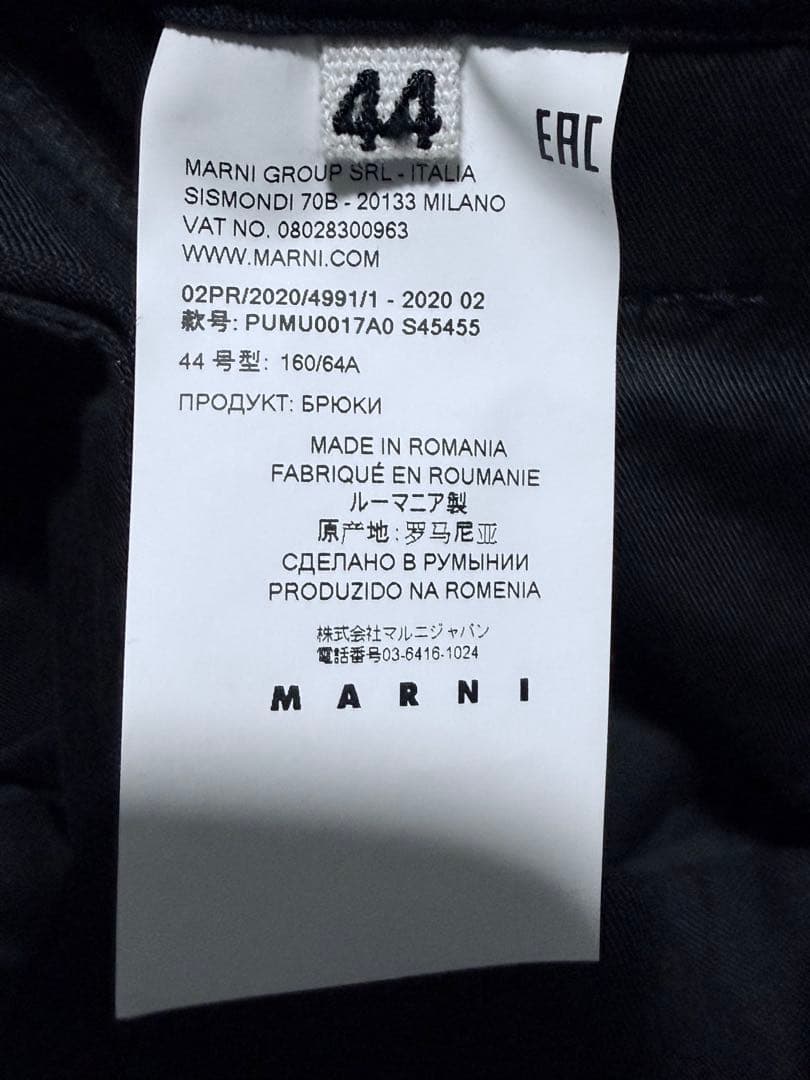 44
EAC
MARNI GROUP SRL - ITALIA
SISMONDI 70B - 20133 MILANO
VAT NO. 08028300963
WWW.MARNI.COM
02PR/2020/4991/1 - 2020 02
款号: PUMU0017A0 S45455
44 号型: 160/64A
ПРОДУКТ: БРЮКИ
MADE IN ROMANIA
FABRIQUÉ EN ROUMANIE
ルーマニア製
原产地: 罗马尼亚
СДЕЛАНО В РУМЫНИИ
PRODUZIDO NA ROMENIA
株式会社マルニジャパン
電話番号03-6416-1024
MARNI